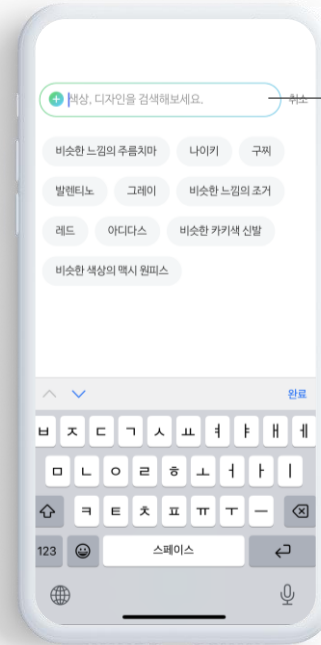 색상, 디자인을 검색해보세요. 취소
비슷한 느낌의 주름치마 나이키 구찌
발렌티노 그레이 비슷한 느낌의 조거
레드 아디다스 비슷한 카키색 신발
비슷한 색상의 맥시 원피스
완료
ㅂ ㅈ ㄷ ㄱ ㅅ ㅛ ㅕ ㅑ ㅐ ㅔ
ㅁ ㄴ ㅇ ㄹ ㅎ ㅗ ㅓ ㅏ ㅣ
ㅋ ㅌ ㅊ ㅍ ㅠ ㅜ ㅡ
123 스페이스